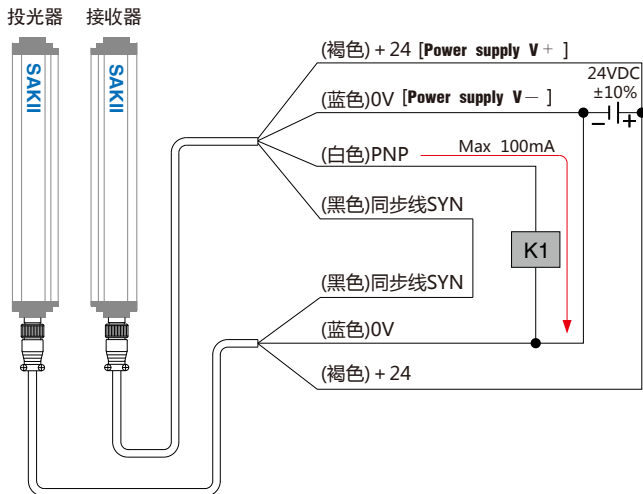 投光器 接收器
SAKII SAKII
(褐色)+24 [Power supply V+]
24VDC
±10%
(蓝色)0V [Power supply V－]
－ +
(白色)PNP Max 100mA
(黑色)同步线SYN
K1
(黑色)同步线SYN
(蓝色)0V
(褐色)+24